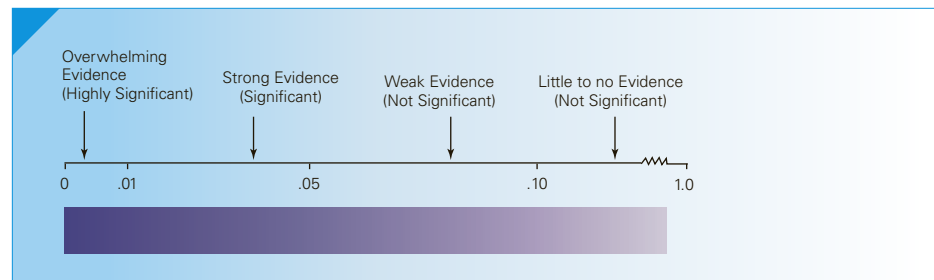 Overwhelming
Evidence
(Highly Significant)
Strong Evidence
(Significant)
Weak Evidence
(Not Significant)
Little to no Evidence
(Not Significant)
0 .01 .05 .10 1.0